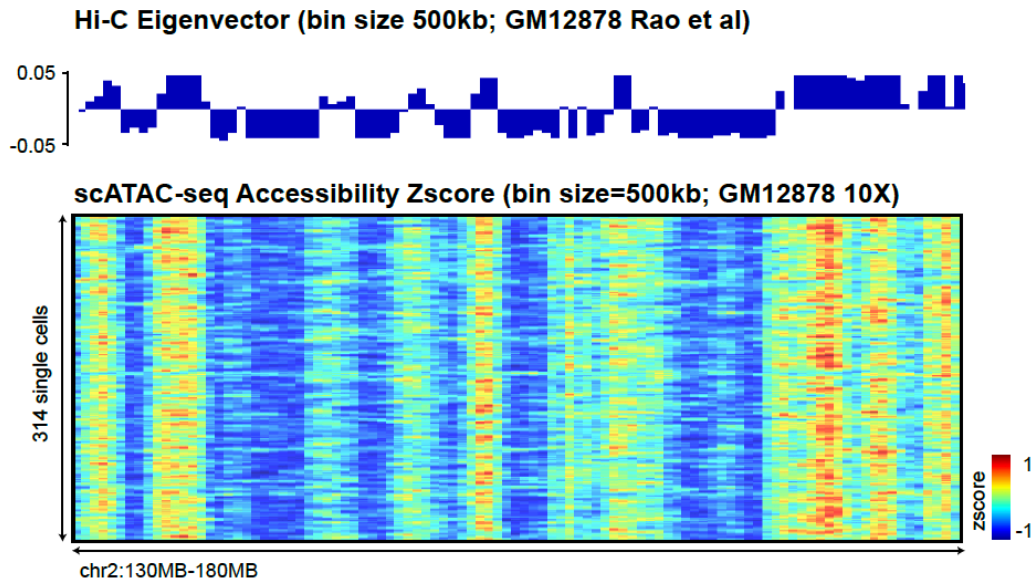 Hi-C Eigenvector (bin size 500kb; GM12878 Rao et al)
0.05
-0.05
scATAC-seq Accessibility Zscore (bin size=500kb; GM12878 10X)
314 single cells
zscore
1
-1
chr2:130MB-180MB